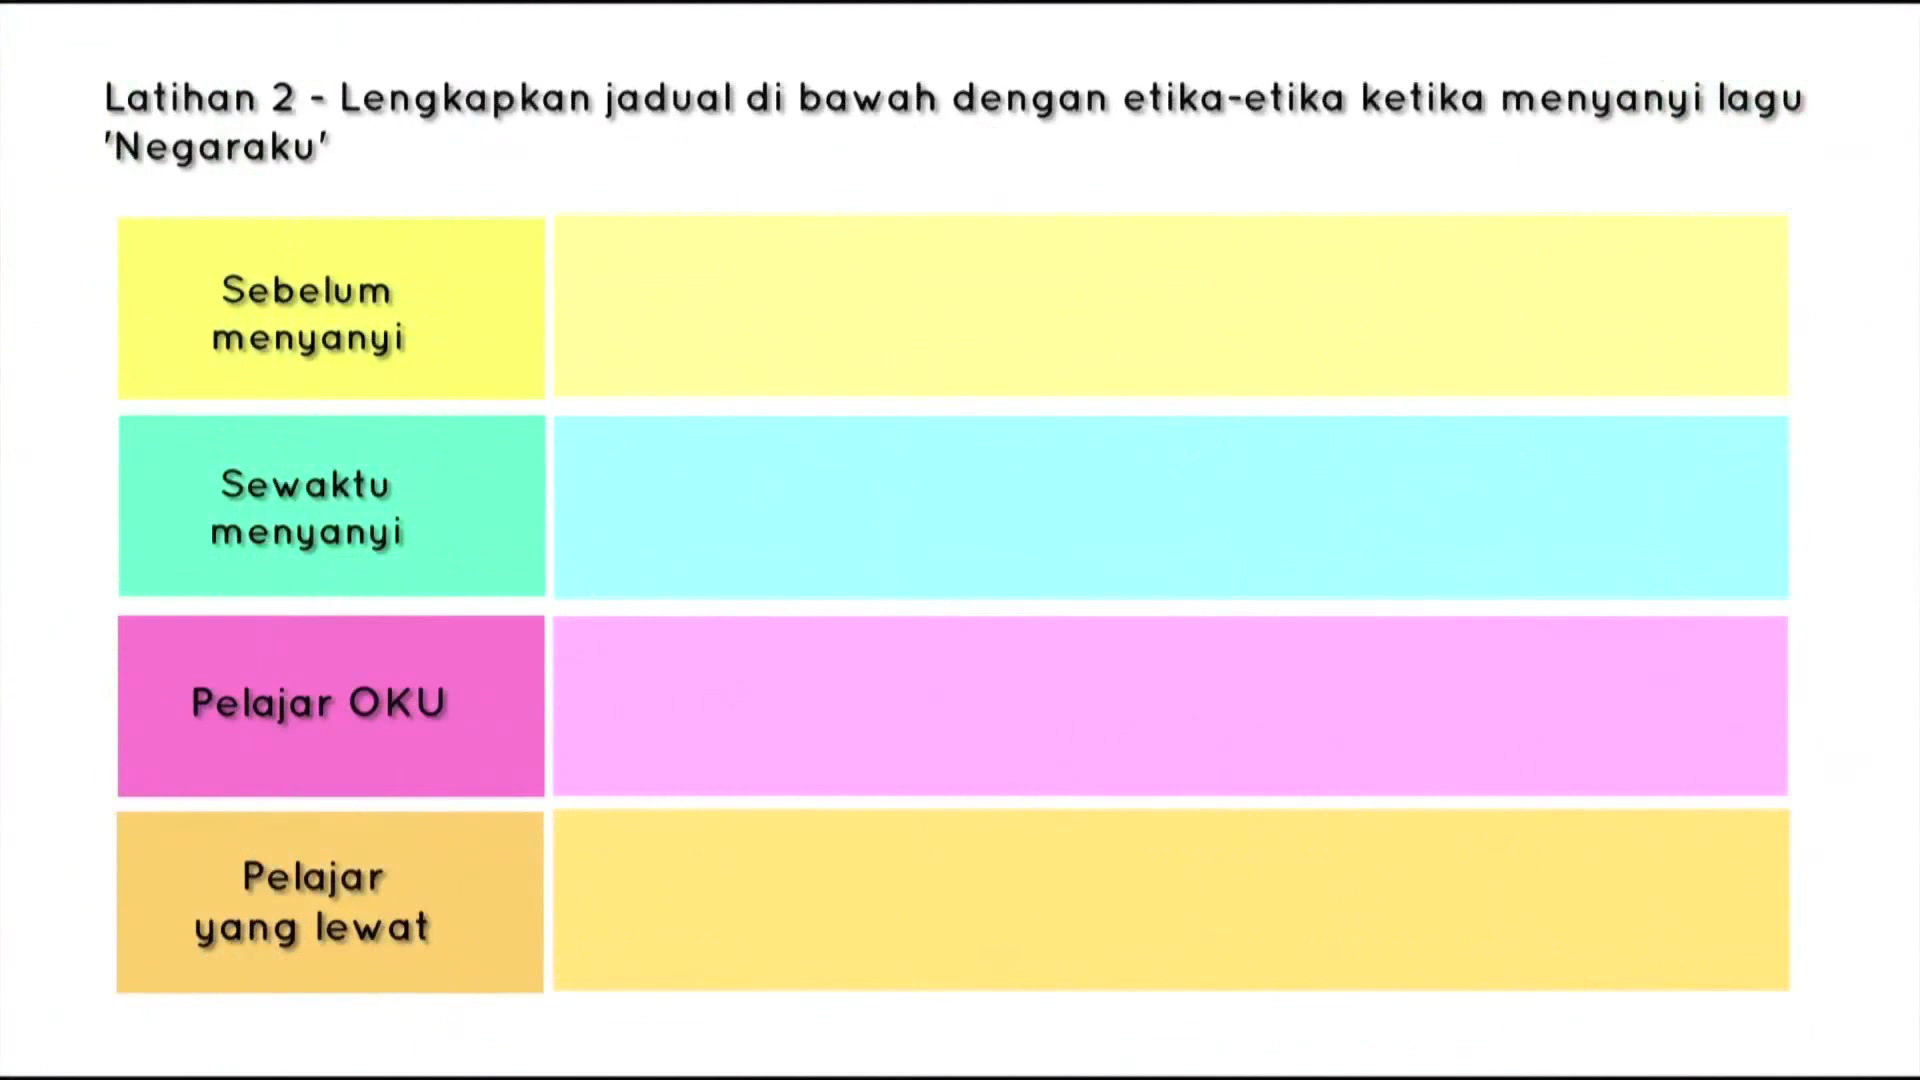 Latihan 2 - Lengkapkan jadual di bawah dengan etika-etika ketika menyanyi lagu
'Negaraku'
Sebelum
menyanyi
Sewaktu
menyanyi
Pelajar OKU
Pelajar
yang lewat